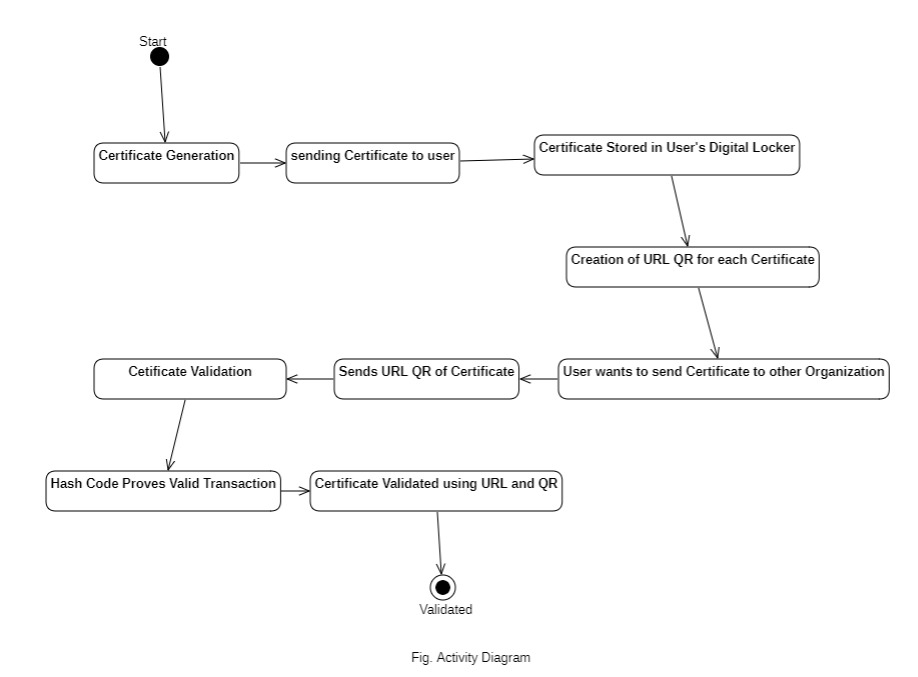 Start
Certificate Generation
sending Certificate to user
Certificate Stored in User's Digital Locker
Creation of URL QR for each Certificate
User wants to send Certificate to other Organization
Sends URL QR of Certificate
Cetificate Validation
Hash Code Proves Valid Transaction
Certificate Validated using URL and QR
Validated
Fig. Activity Diagram